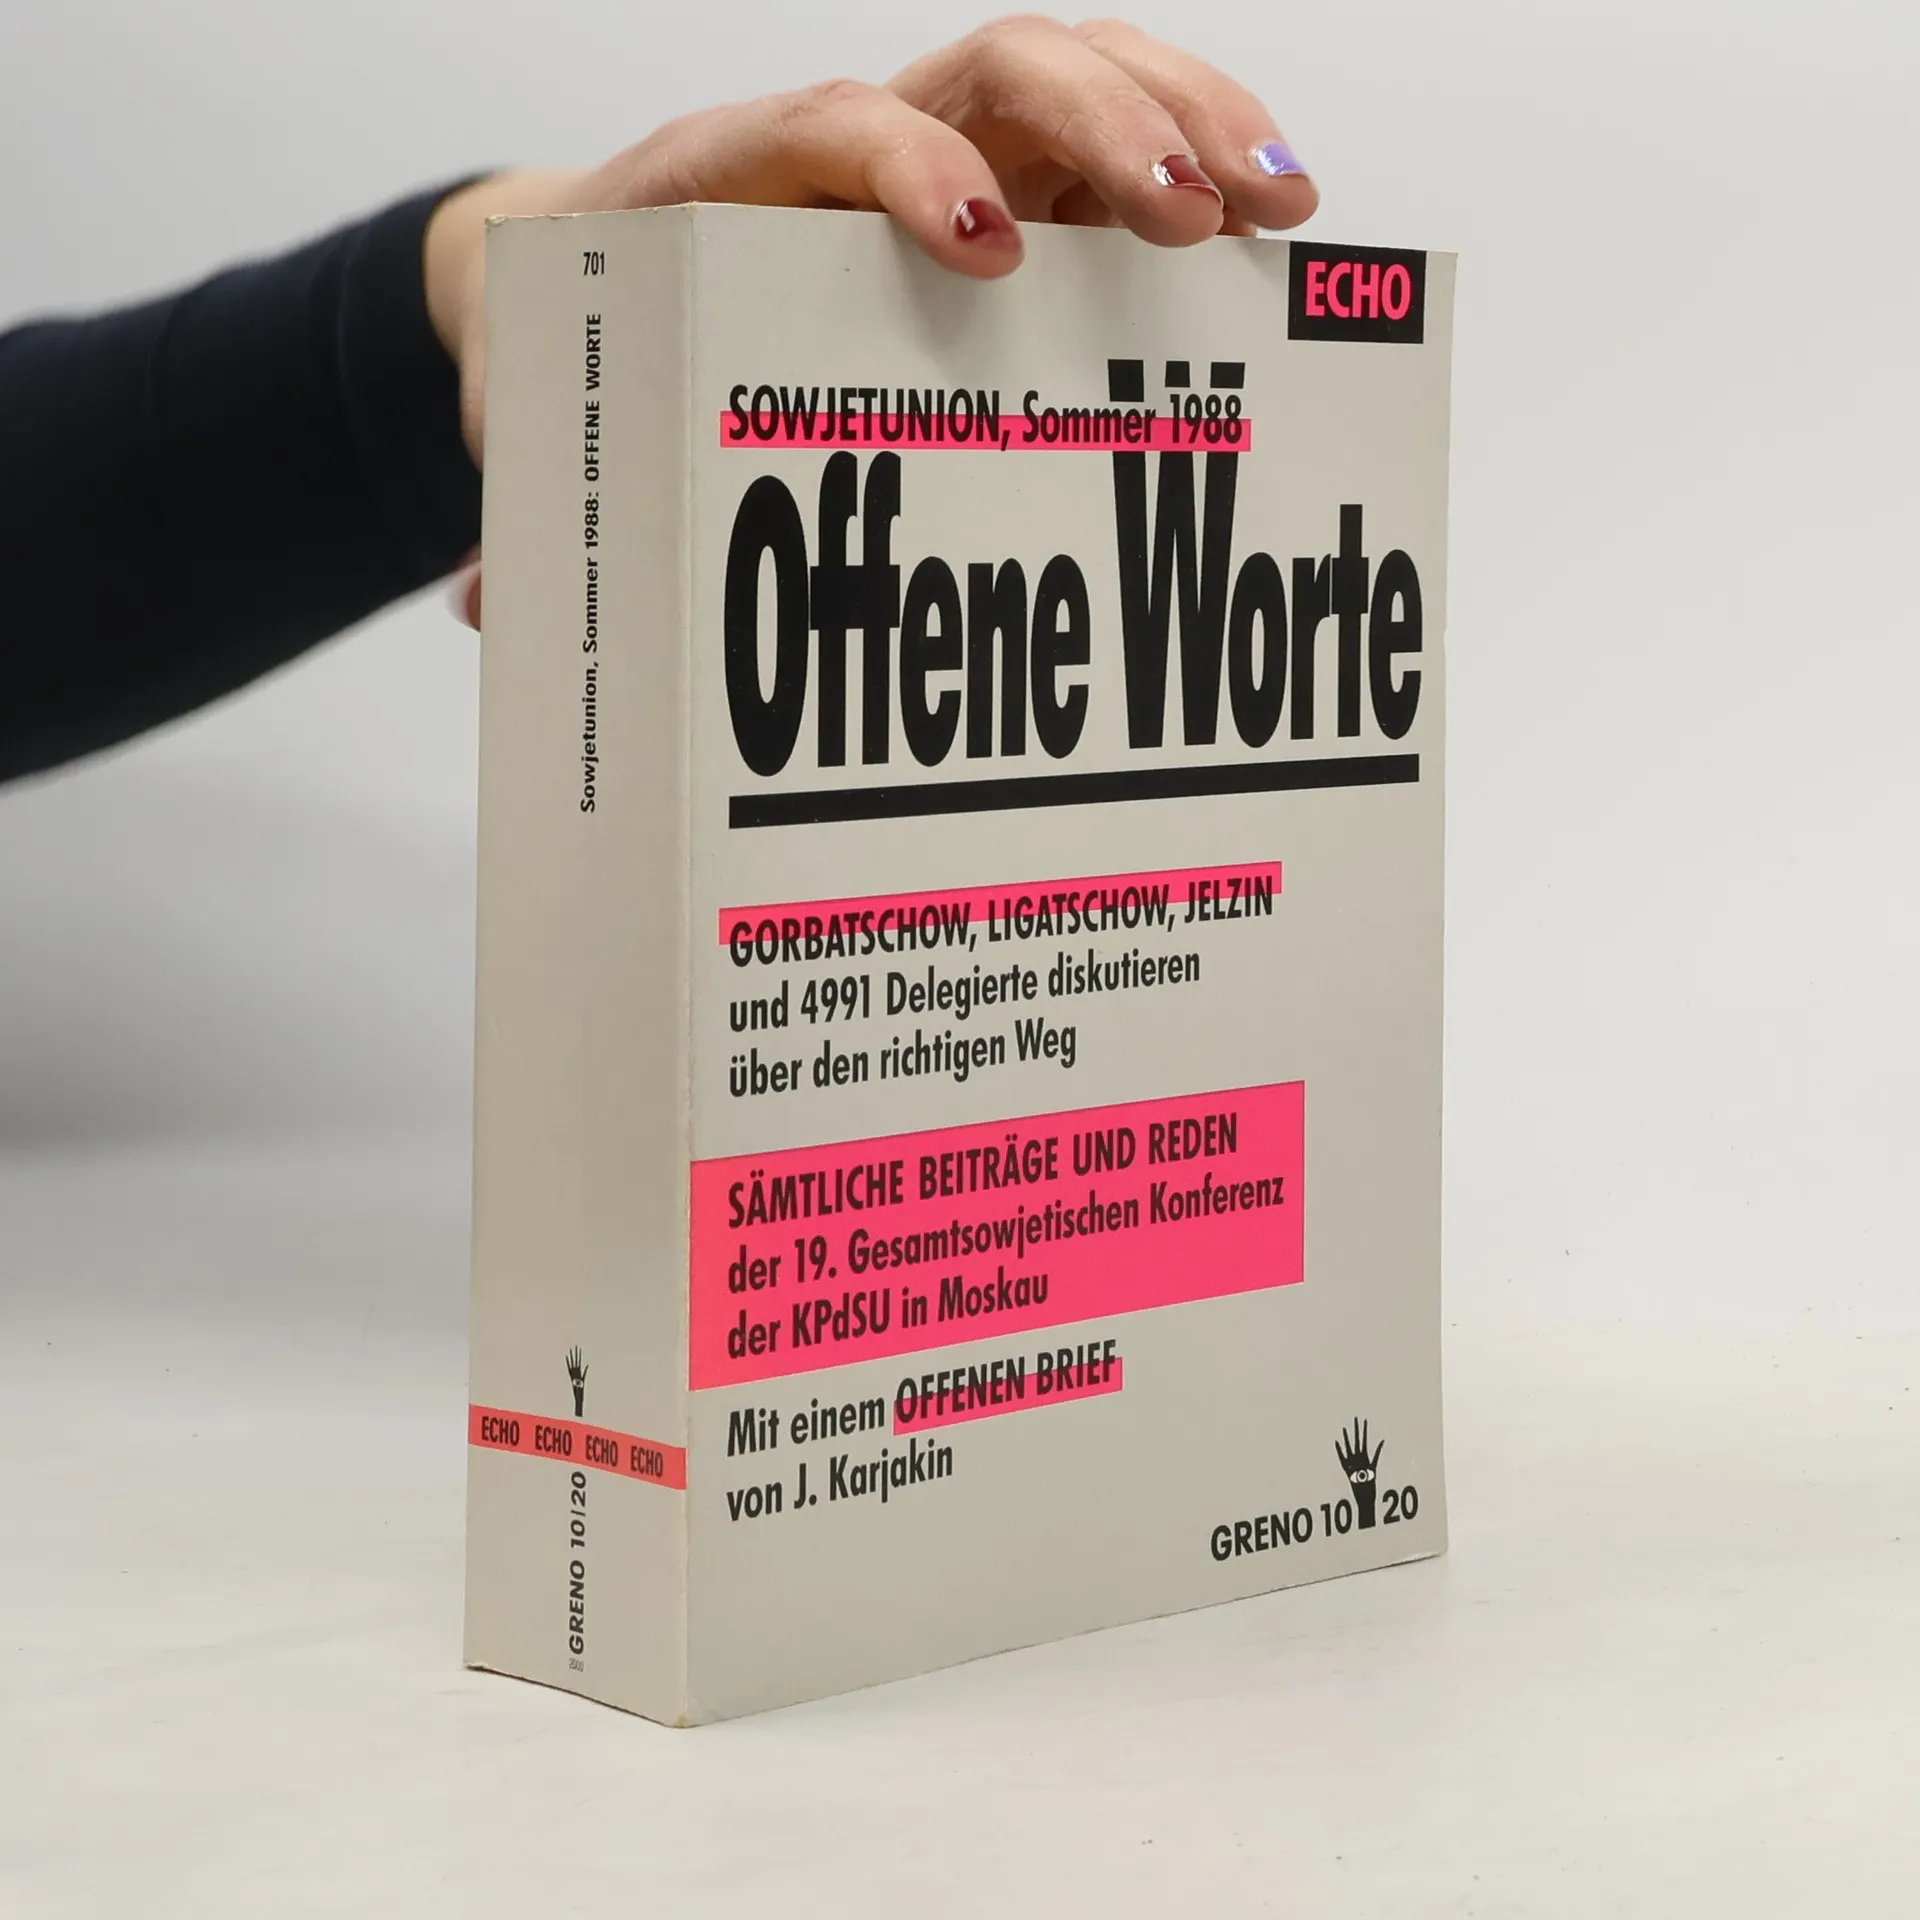 701
Sowjetunion, Sommer 1988: OFFENE WORTE
ECHO ECHO ECHO ECHO
GRENO 10|20
ECHO
SOWJETUNION, Sommer 1988
Offene Worte
GORBATSCHOW, LIGATSCHOW, JELZIN
und 4991 Delegierte diskutieren
über den richtigen Weg
SÄMTLICHE BEITRÄGE UND REDEN
der 19. Gesamtsowjetischen Konferenz
der KPdSU in Moskau
Mit einem OFFENEN BRIEF
von J. Karjakin
GRENO 10 20